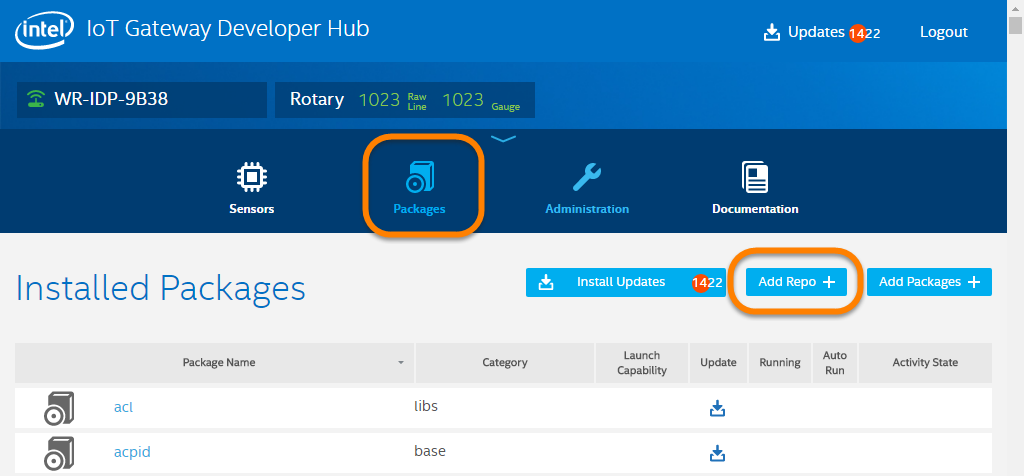 intel IoT Gateway Developer Hub
Updates 1422 Logout
WR-IDP-9B38 Rotary 1023 Raw Line 1023 Gauge
Sensors Packages Administration Documentation
Installed Packages Install Updates 1422 Add Repo + Add Packages +
Package Name Category Launch Capability Update Running Auto Run Activity State
acl libs
acpid base